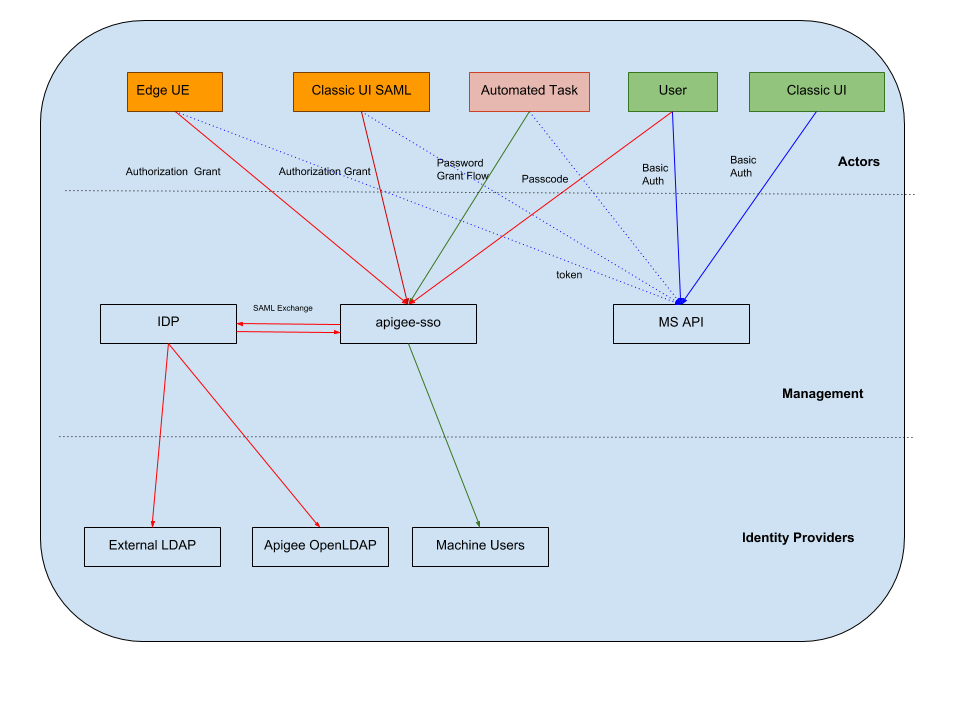 Edge UE
Classic UI SAML
Automated Task
User
Classic UI
Authorization Grant
Authorization Grant
Password
Grant Flow
Passcode
Basic
Auth
Basic
Auth
Actors
token
SAML Exchange
IDP
apigee-sso
MS API
Management
External LDAP
Apigee OpenLDAP
Machine Users
Identity Providers